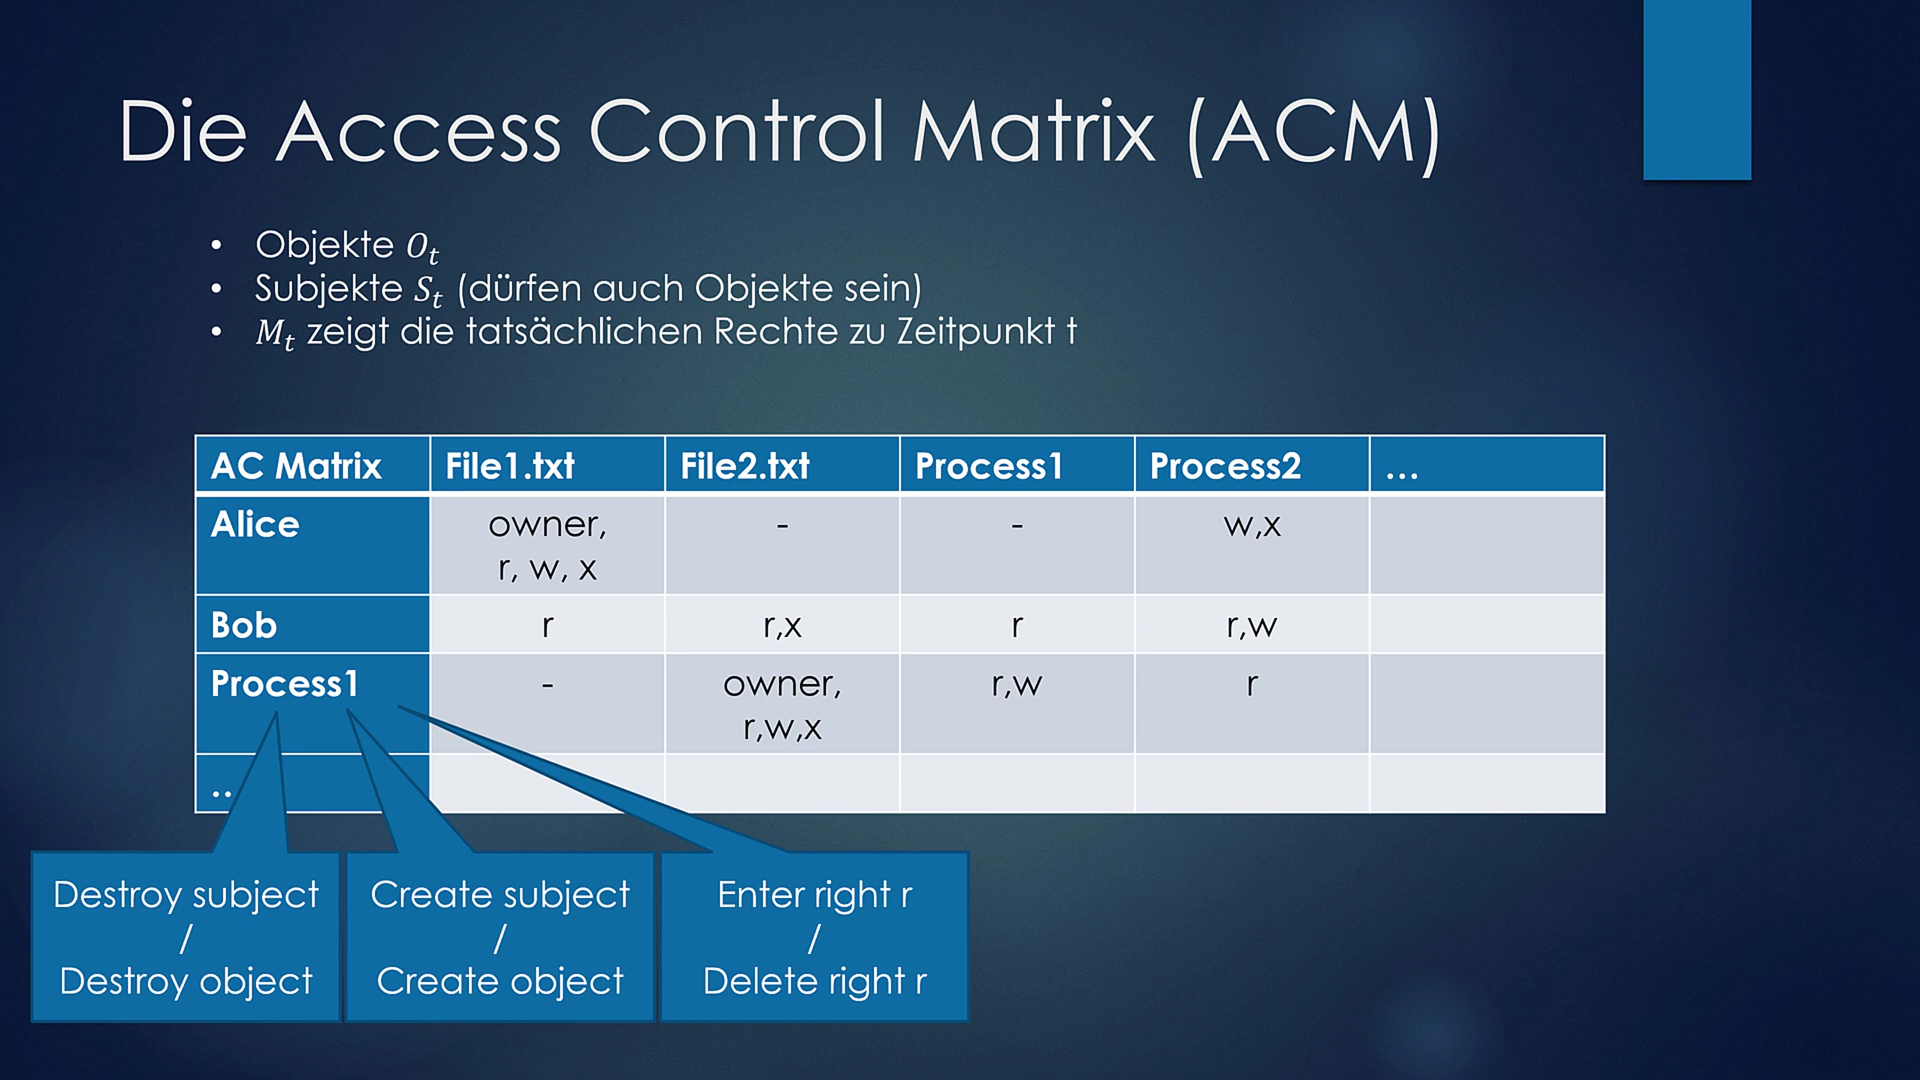 Die Access Control Matrix (ACM)
• Objekte Oₜ
• Subjekte Sₜ (dürfen auch Objekte sein)
• Mₜ zeigt die tatsächlichen Rechte zu Zeitpunkt t
AC Matrix File1.txt File2.txt Process1 Process2 ...
Alice owner, - - w,x
r, w, x
Bob r r,x r r,w
Process1 - owner, r,w r
r,w,x
..
Destroy subject
/
Destroy object
Create subject
/
Create object
Enter right r
/
Delete right r